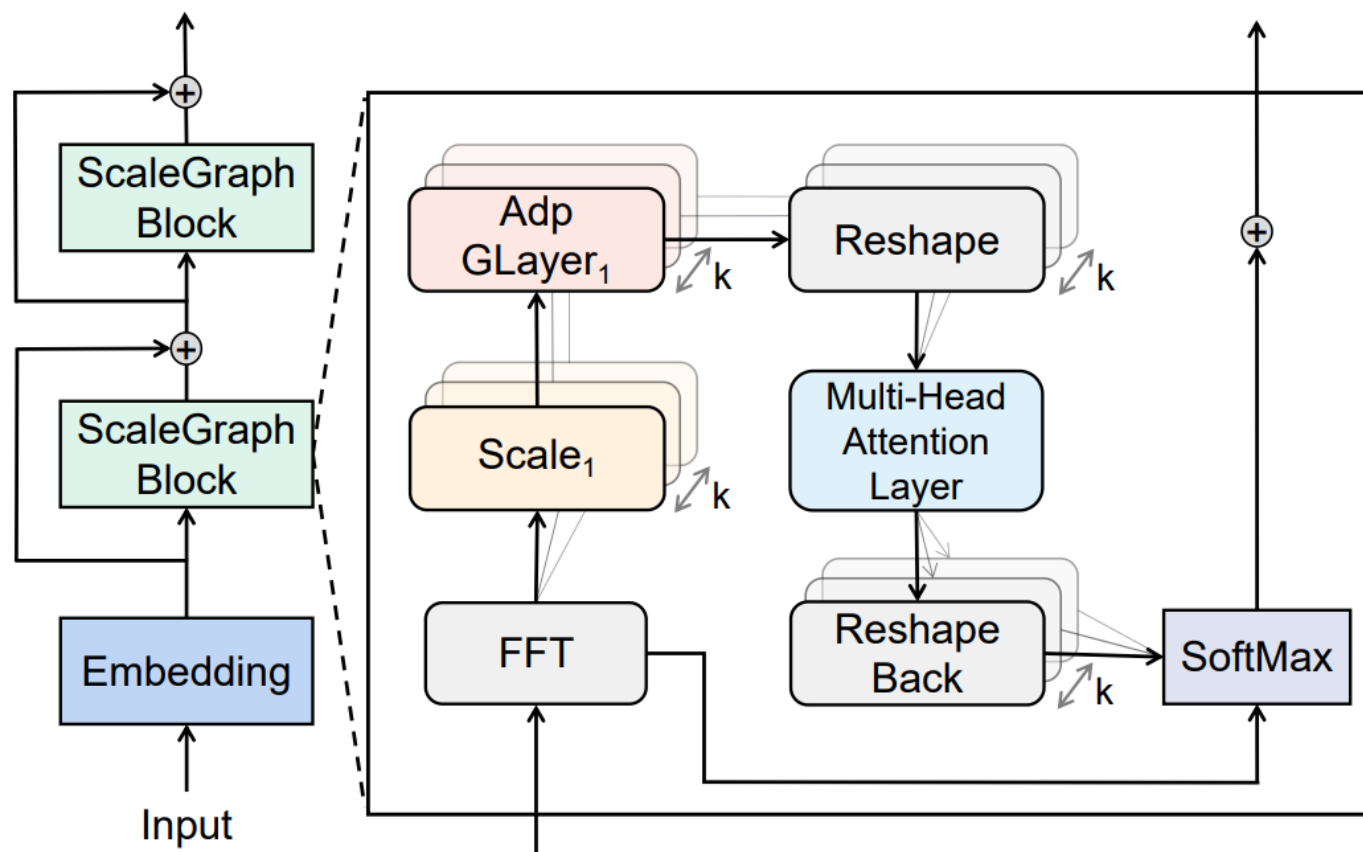 +
ScaleGraph
Block
+
ScaleGraph
Block
Embedding
Input
Adp
GLayer₁
k
Reshape
k
+
Scale₁
k
Multi-Head
Attention
Layer
FFT
Reshape
Back
k
SoftMax